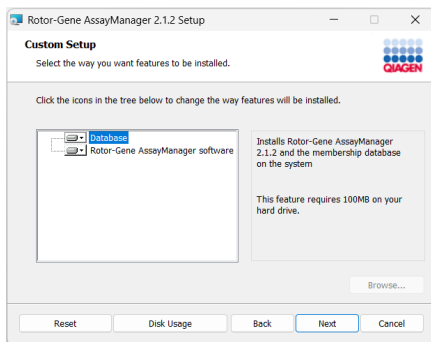 Rotor-Gene AssayManager 2.1.2 Setup
Custom Setup
Select the way you want features to be installed.
QIAGEN
Click the icons in the tree below to change the way features will be installed.
Database
Rotor-Gene AssayManager software
Installs Rotor-Gene AssayManager
2.1.2 and the membership database
on the system
This feature requires 100MB on your
hard drive.
Browse...
Reset
Disk Usage
Back
Next
Cancel